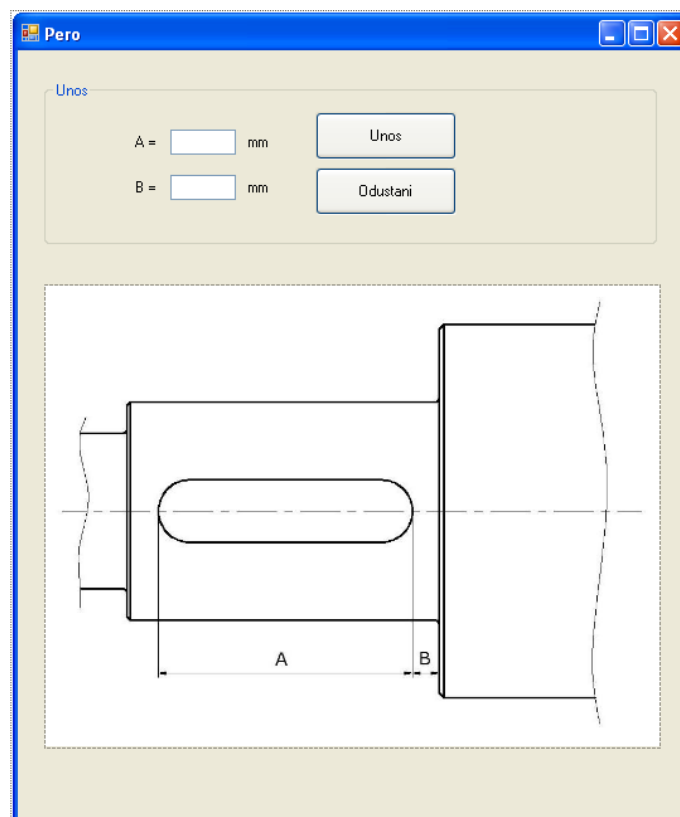 Pero
Unos
A = mm Unos
B = mm Odustani
A B